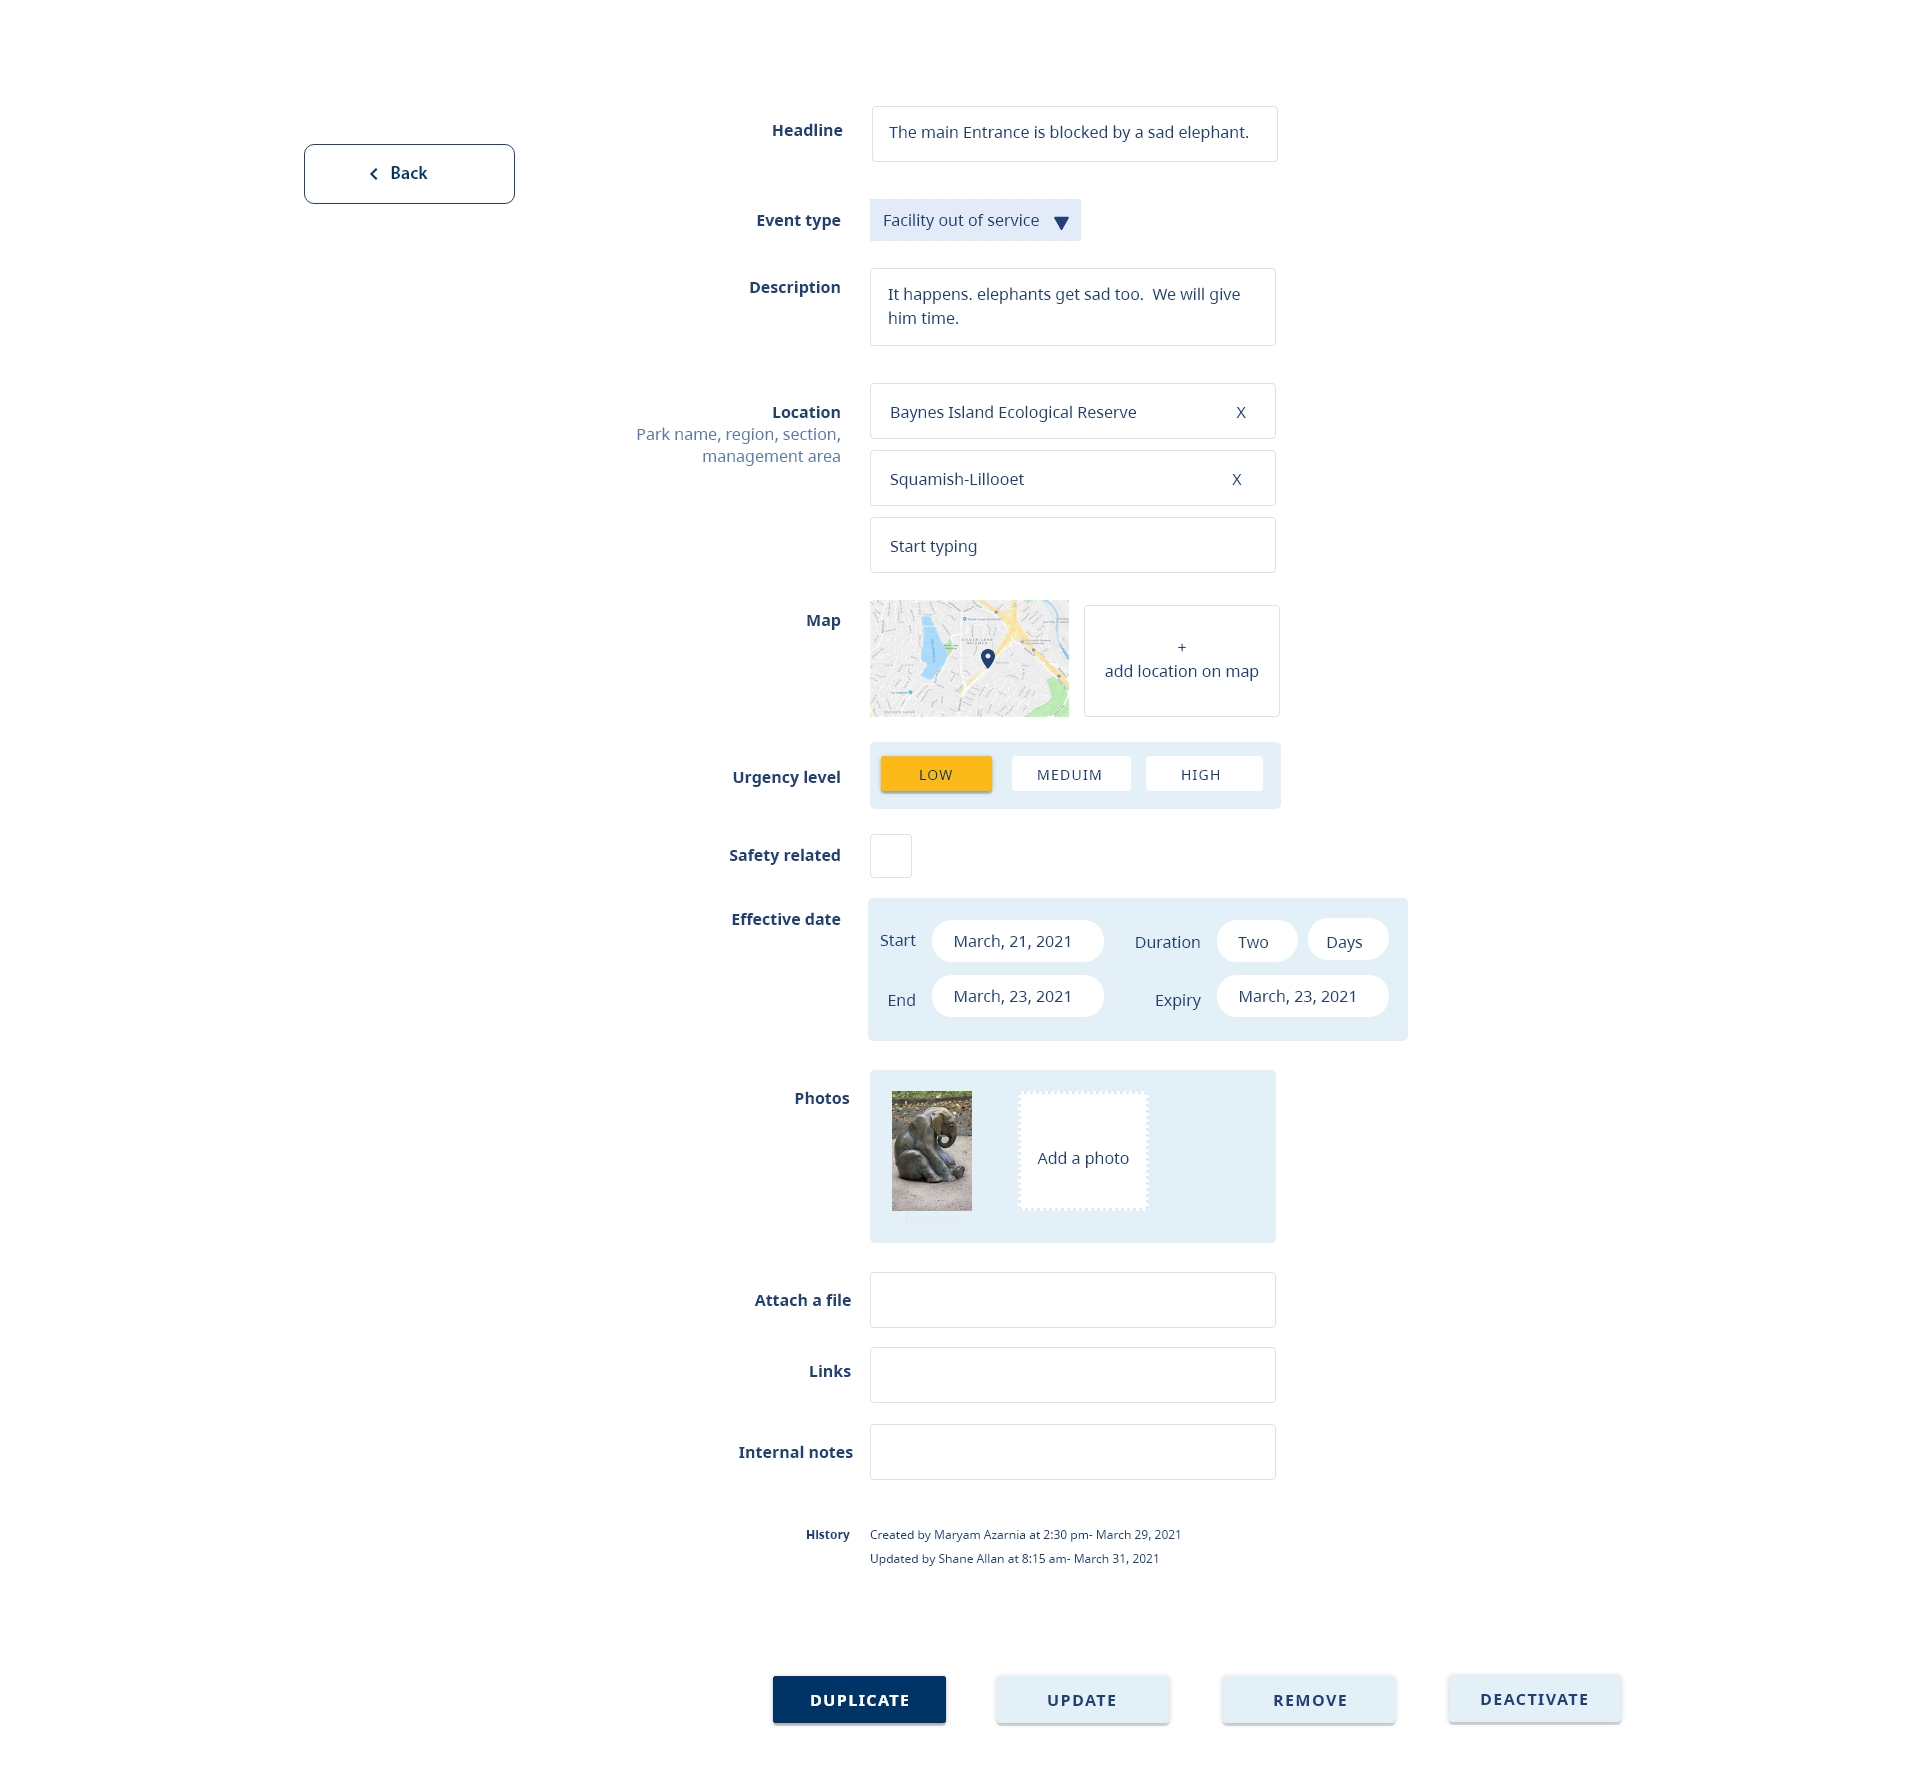 Back
Headline
The main Entrance is blocked by a sad elephant.
Event type
Facility out of service
Description
It happens. elephants get sad too.  We will give
him time.
Location
Park name, region, section,
management area
Baynes Island Ecological Reserve X
Squamish-Lillooet X
Start typing
Map
+
add location on map
Urgency level
LOW MEDUIM HIGH
Safety related
Effective date
Start March, 21, 2021 Duration Two Days
End March, 23, 2021 Expiry March, 23, 2021
Photos
Add a photo
Attach a file
Links
Internal notes
History Created by Maryam Azarnia at 2:30 pm- March 29, 2021
Updated by Shane Allan at 8:15 am- March 31, 2021
DUPLICATE UPDATE REMOVE DEACTIVATE